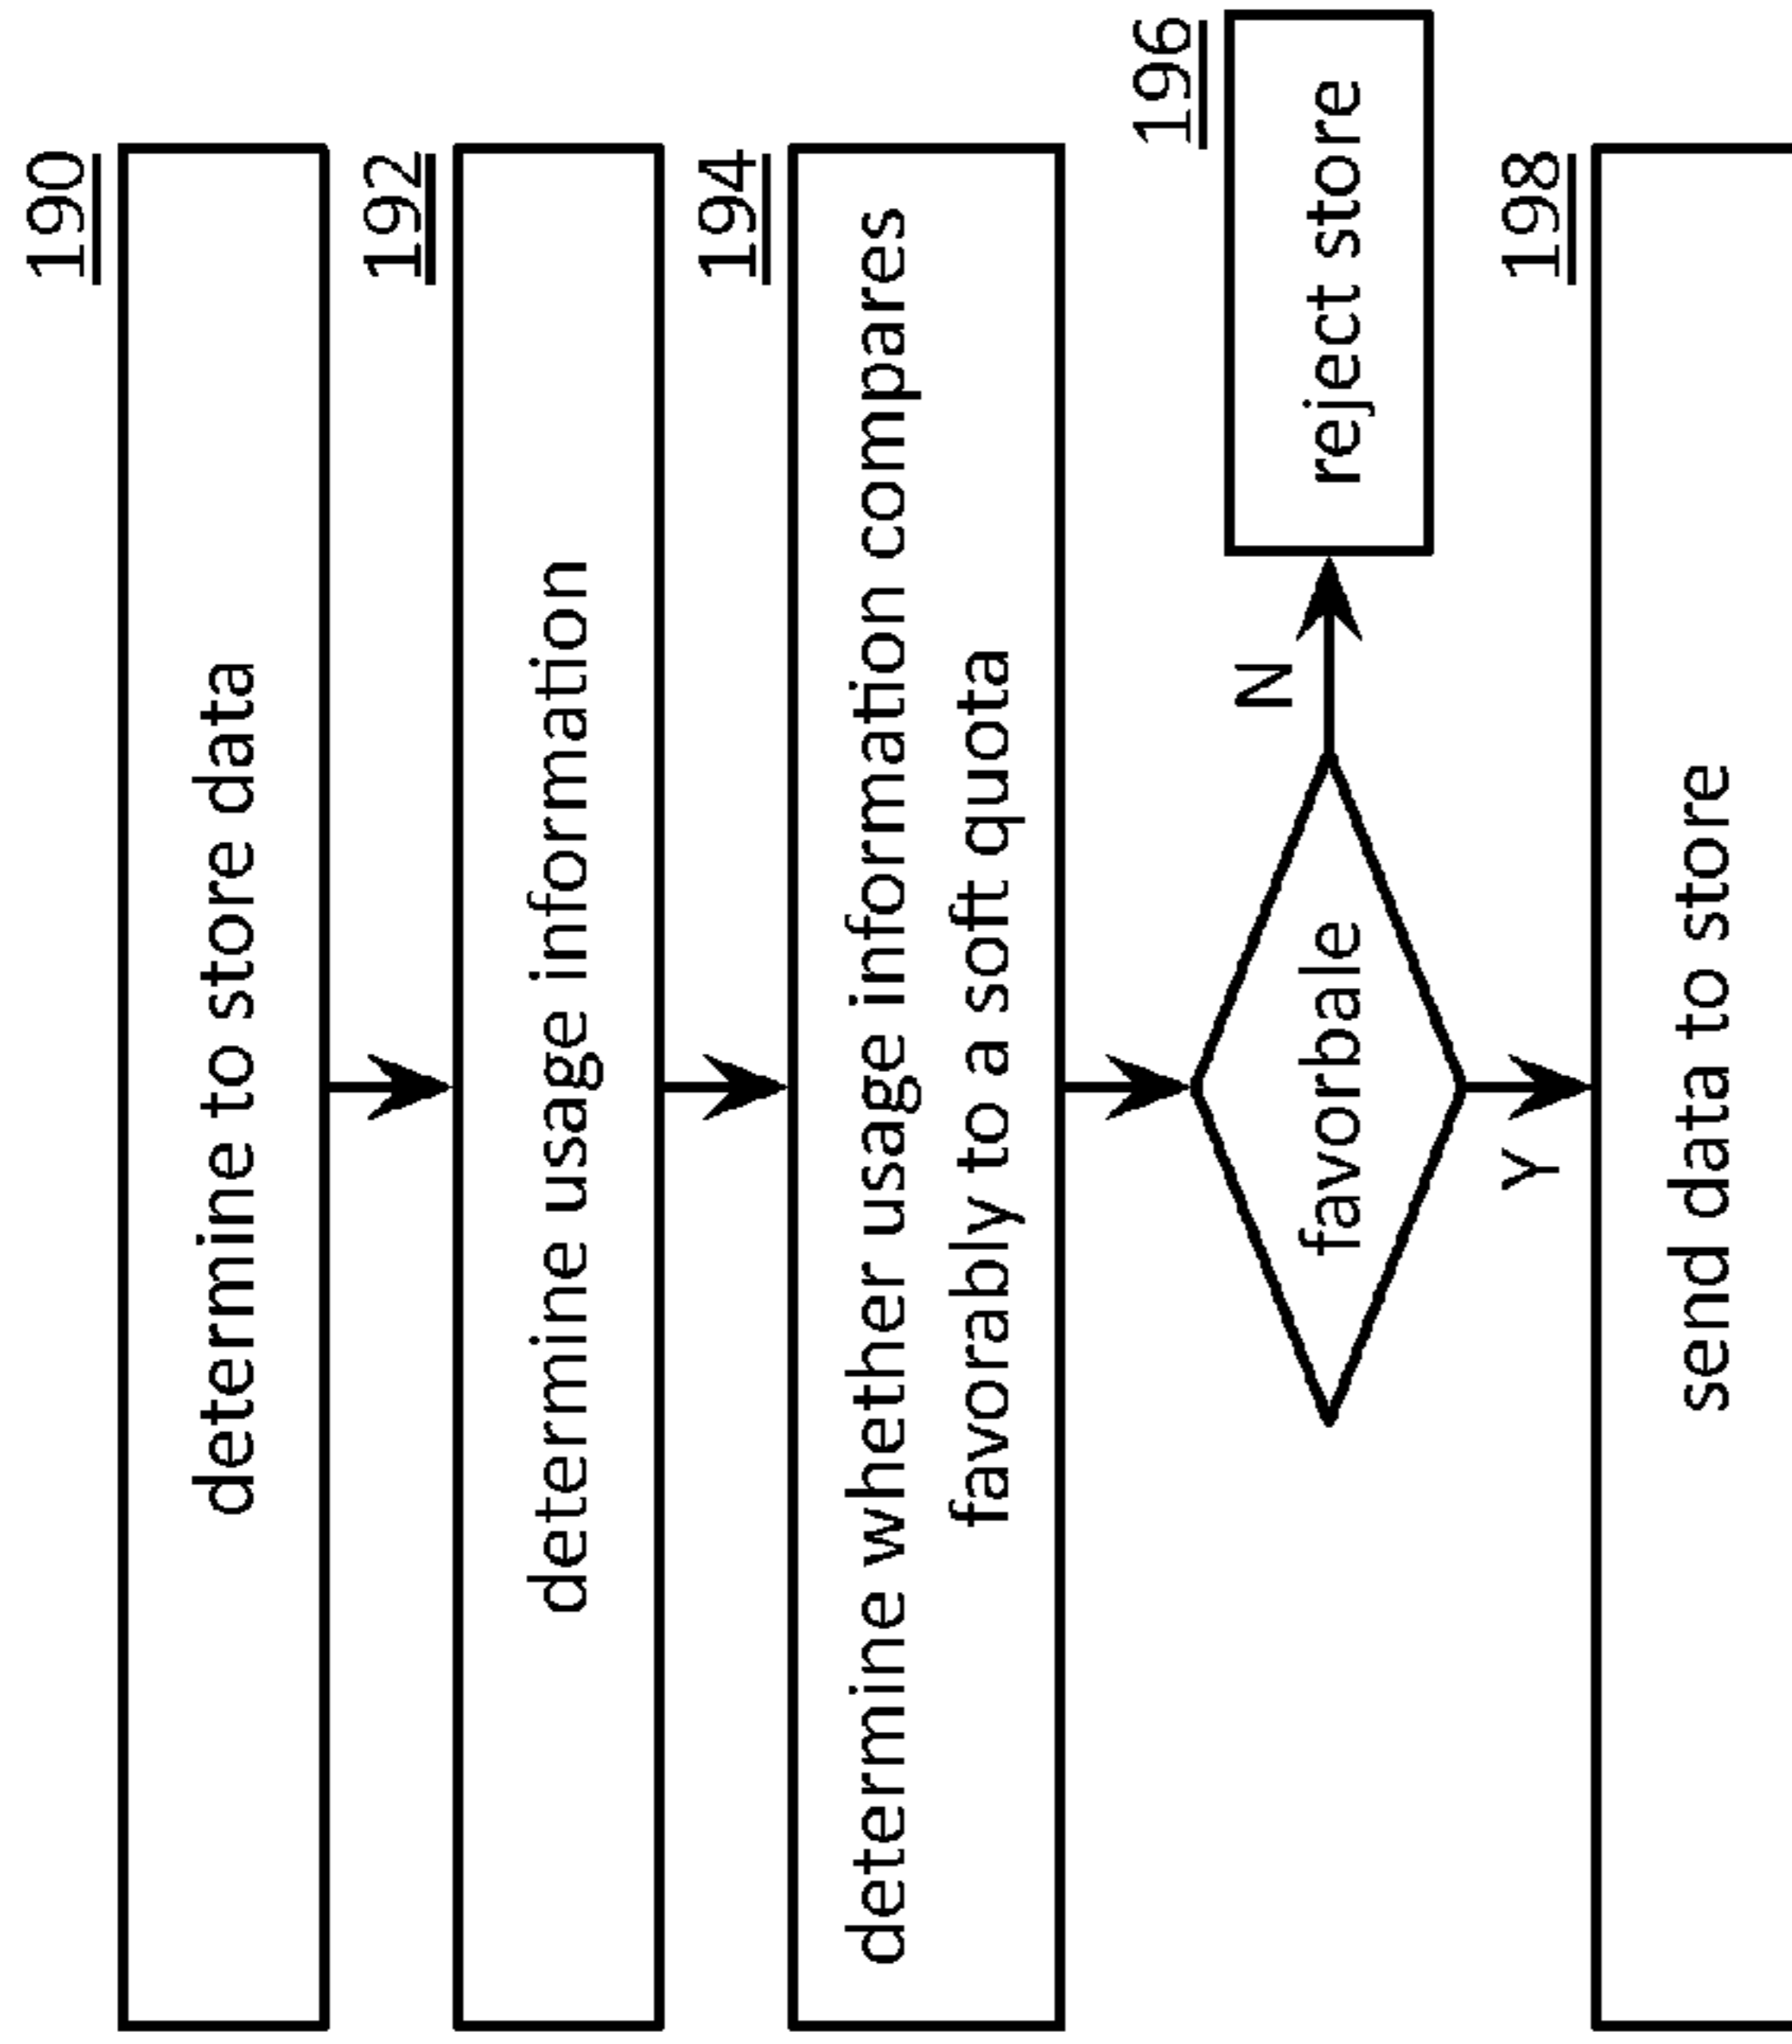 190
determine to store data
192
determine usage information
194
determine whether usage information compares
favorably to a soft quota
196
favorbale
N
reject store
Y
198
send data to store